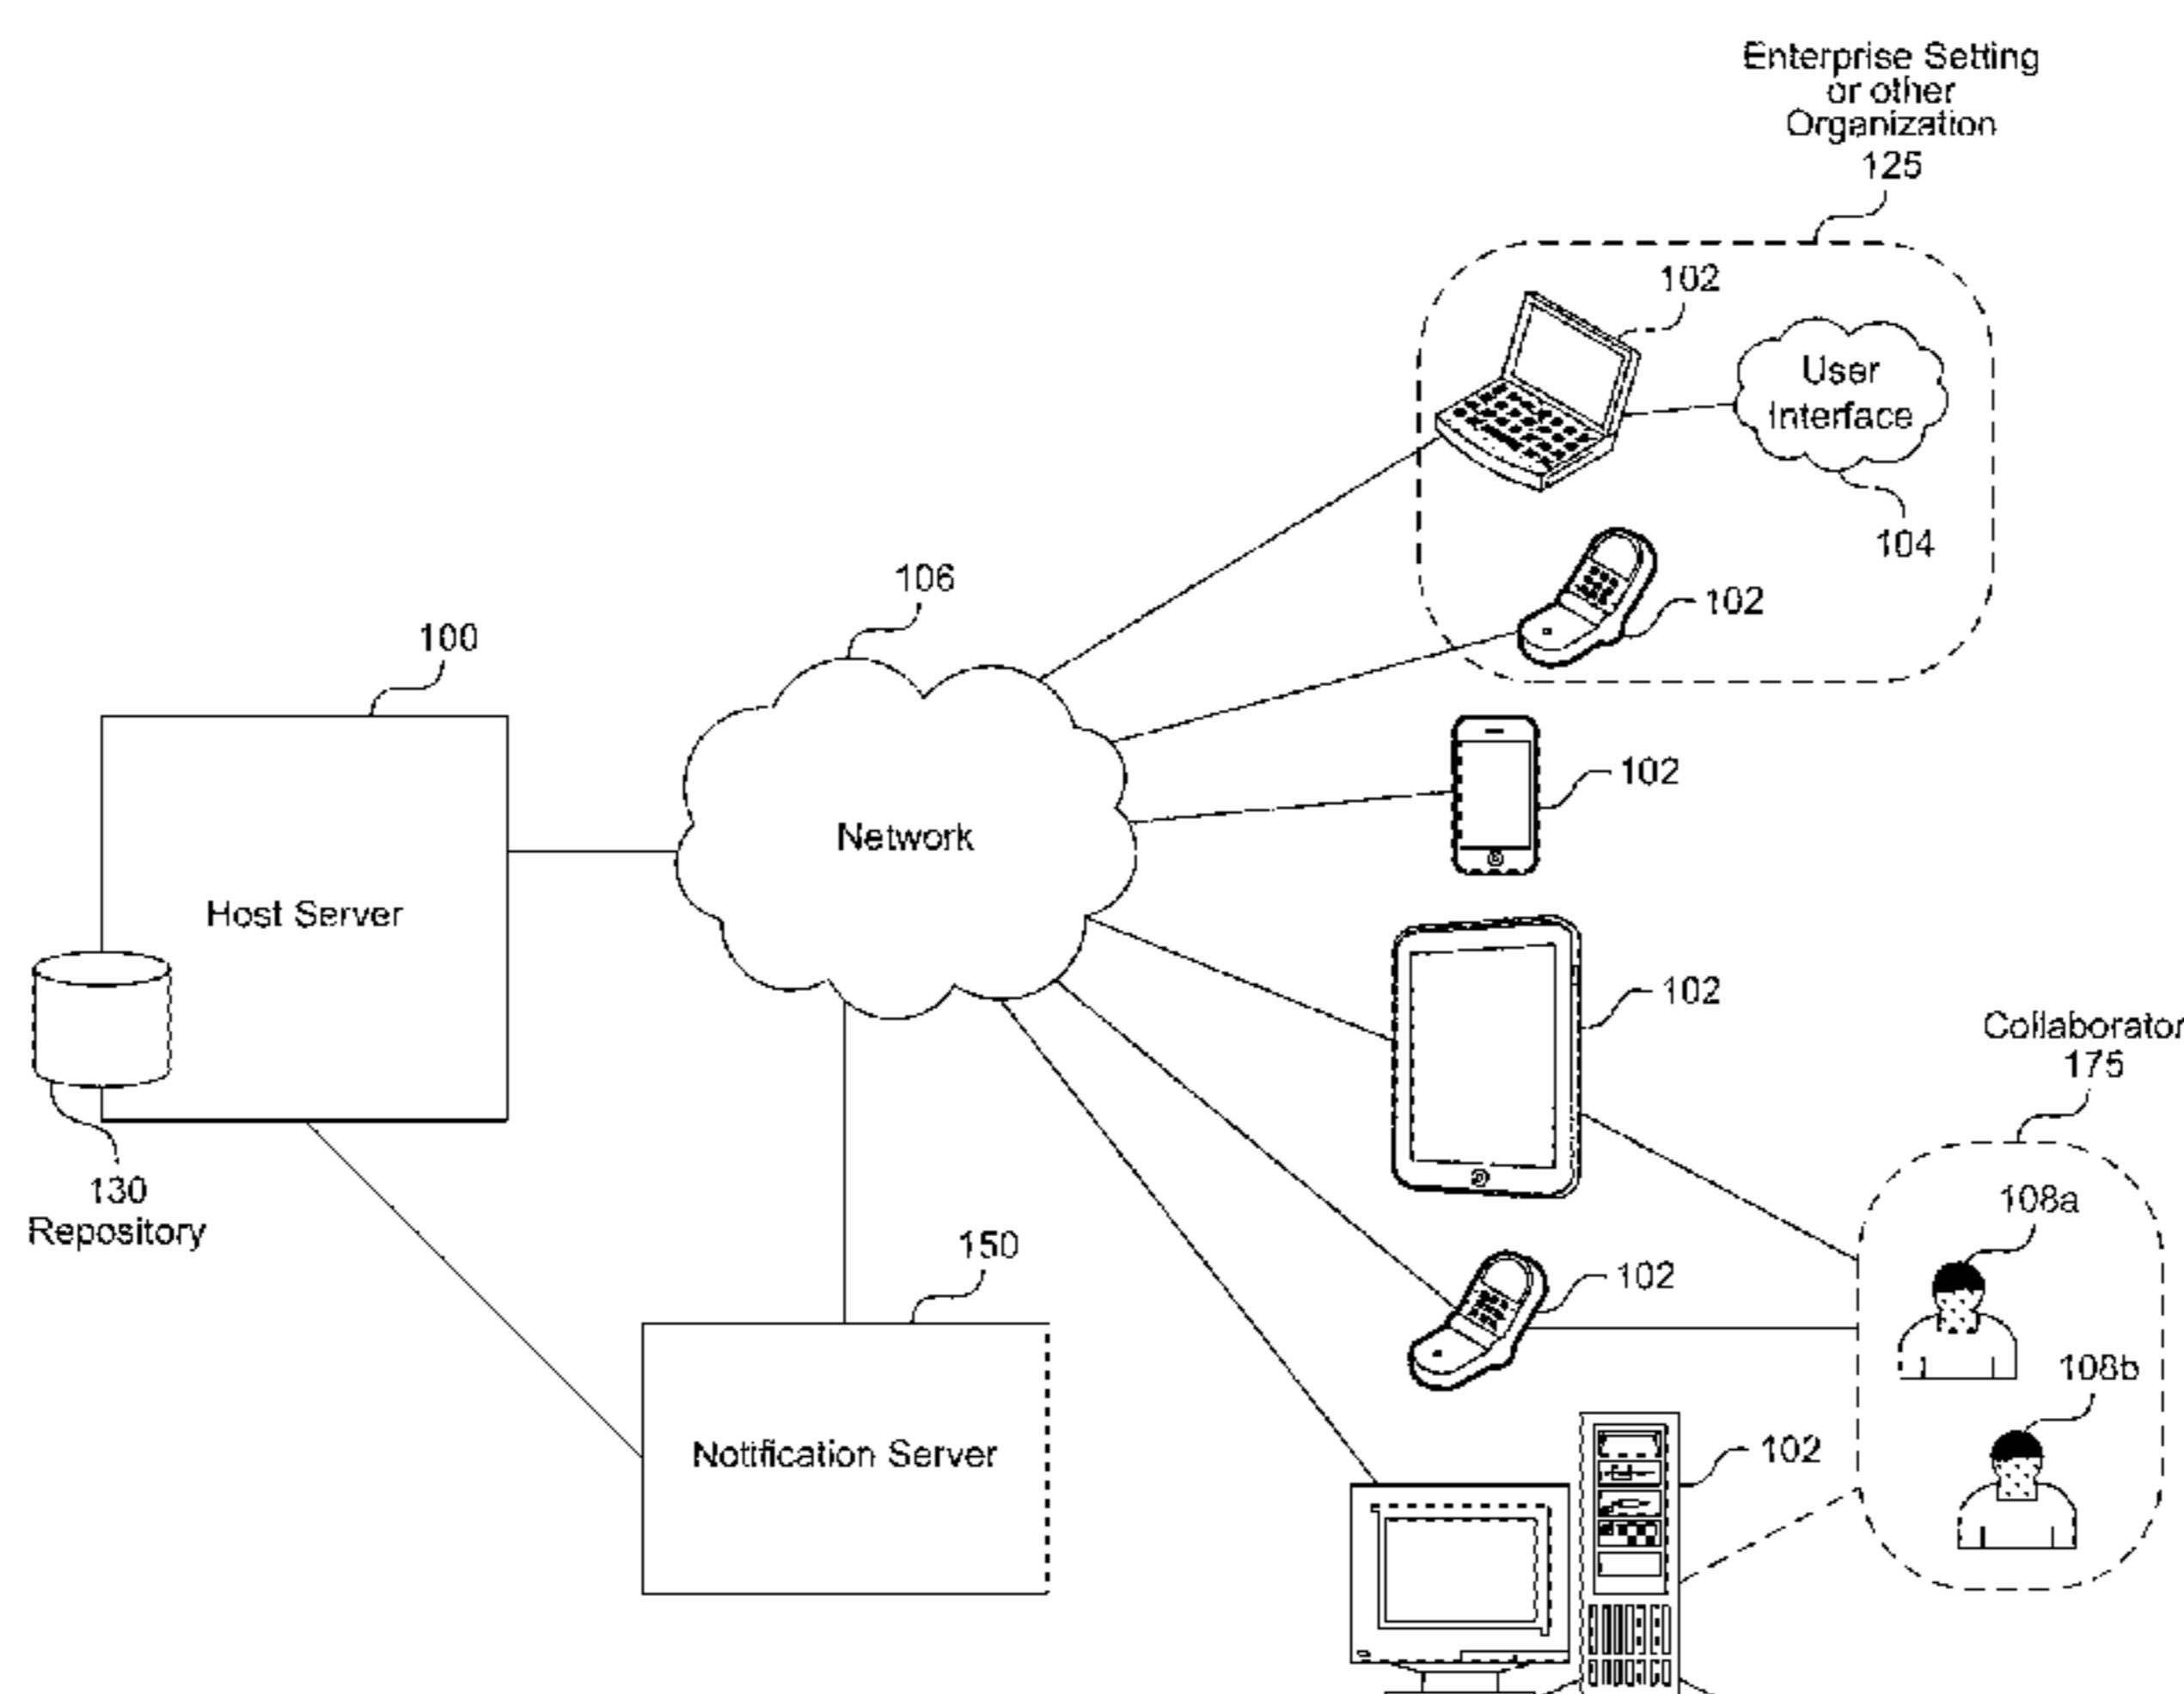 Enterprise Setting
or other
Organization
125
102
User
Interface
104
102
106
100
102
Network
Host Server
102
Collaborator
175
130
Repository
108a
150
102
108b
Notification Server
102